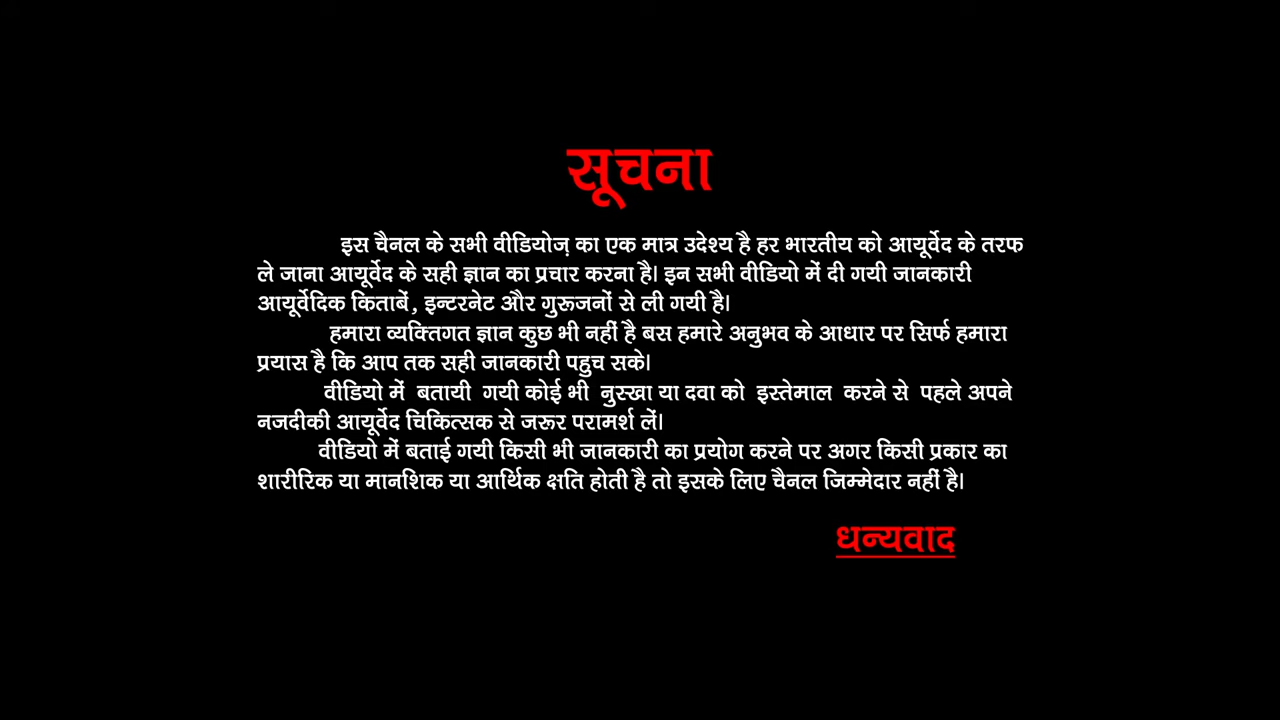 सूचना
इस चैनल के सभी वीडियोज़ का एक मात्र उदेश्य है हर भारतीय को आयूर्वेद के तरफ
ले जाना आयूर्वेद के सही ज्ञान का प्रचार करना है। इन सभी वीडियो में दी गयी जानकारी
आयूर्वेदिक किताबें, इन्टरनेट और गुरूजनों से ली गयी है।
हमारा व्यक्तिगत ज्ञान कुछ भी नहीं है बस हमारे अनुभव के आधार पर सिर्फ हमारा
प्रयास है कि आप तक सही जानकारी पहुच सके।
वीडियो में बतायी गयी कोई भी नुस्खा या दवा को इस्तेमाल करने से पहले अपने
नजदीकी आयूर्वेद चिकित्सक से जरूर परामर्श लें।
वीडियो में बताई गयी किसी भी जानकारी का प्रयोग करने पर अगर किसी प्रकार का
शारीरिक या मानशिक या आर्थिक क्षति होती है तो इसके लिए चैनल जिम्मेदार नहीं है।
धन्यवाद